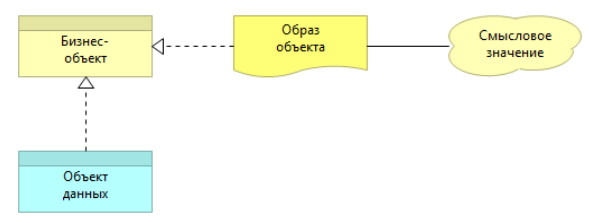 Бизнес-
объект
Образ
объекта
Смысловое
значение
Объект
данных